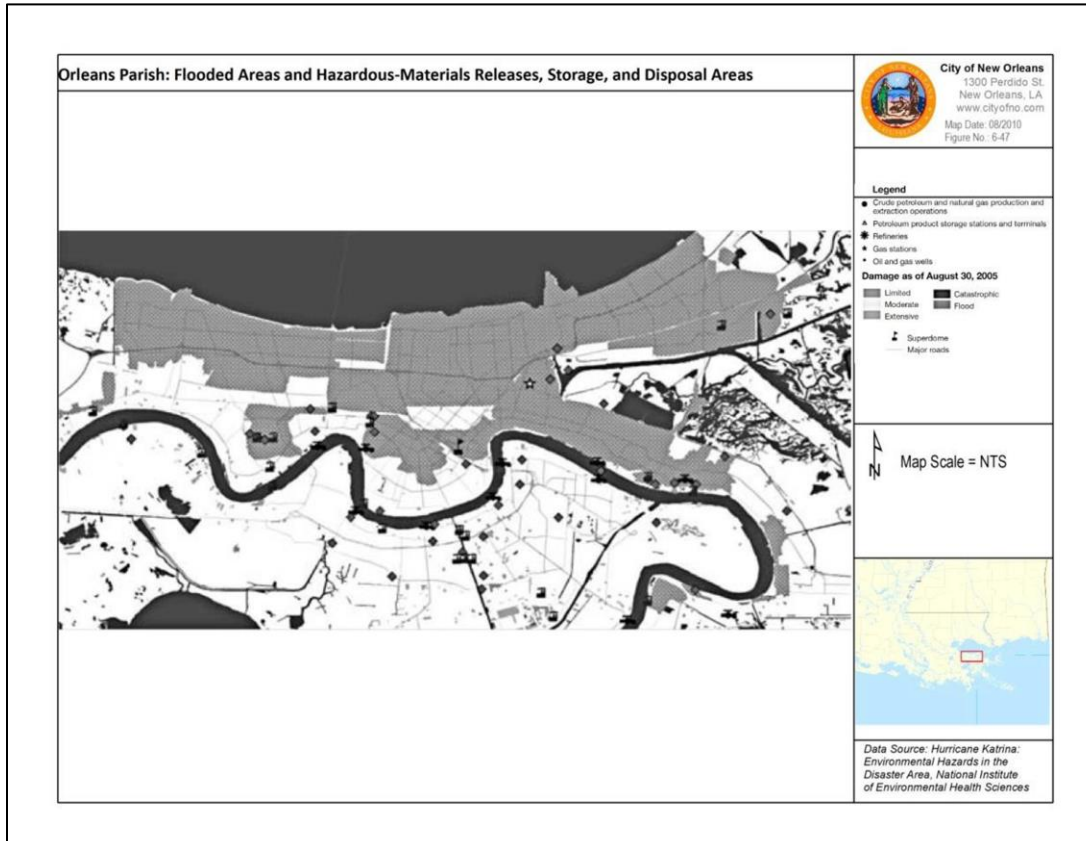 Orleans Parish: Flooded Areas and Hazardous-Materials Releases, Storage, and Disposal Areas
City of New Orleans
1300 Perdido St.
New Orleans, LA
www.cityofno.com
Map Date: 08/2010
Figure No.: 6-47
Legend
Crude petroleum and natural gas production and
extraction operations
Petroleum product storage stations and terminals
Refineries
Gas stations
Oil and gas wells
Damage as of August 30, 2005
Limited
Catastrophic
Moderate
Flood
Extensive
Superdome
Major roads
N
Map Scale = NTS
Data Source: Hurricane Katrina:
Environmental Hazards in the
Disaster Area, National Institute
of Environmental Health Sciences